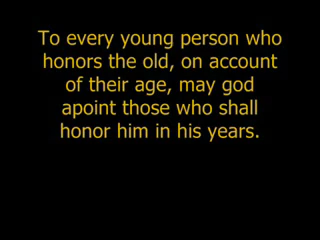 To every young person who
honors the old, on account
of their age, may god
apoint those who shall
honor him in his years.